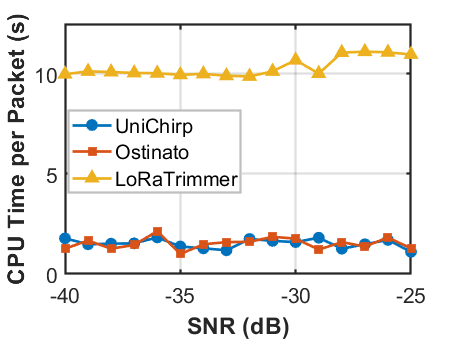 CPU Time per Packet (s)
10
5
0
UniChirp
Ostinato
LoRaTrimmer
-40
-35
-30
-25
SNR (dB)